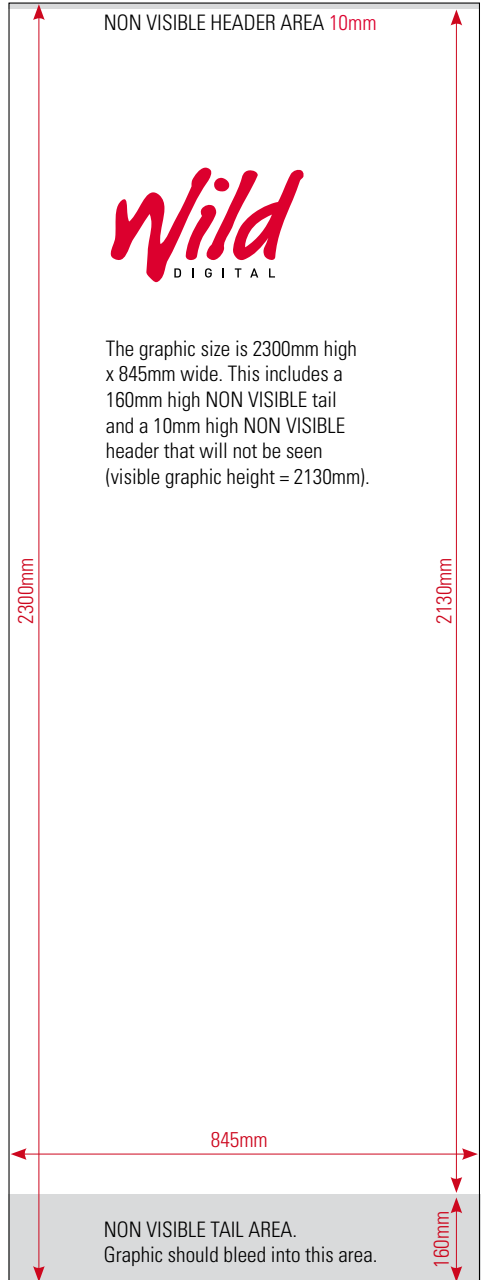 NON VISIBLE HEADER AREA 10mm
Wild
DIGITAL
The graphic size is 2300mm high
x 845mm wide. This includes a
160mm high NON VISIBLE tail
and a 10mm high NON VISIBLE
header that will not be seen
(visible graphic height = 2130mm).
2300mm
2130mm
845mm
NON VISIBLE TAIL AREA.
Graphic should bleed into this area.
160mm